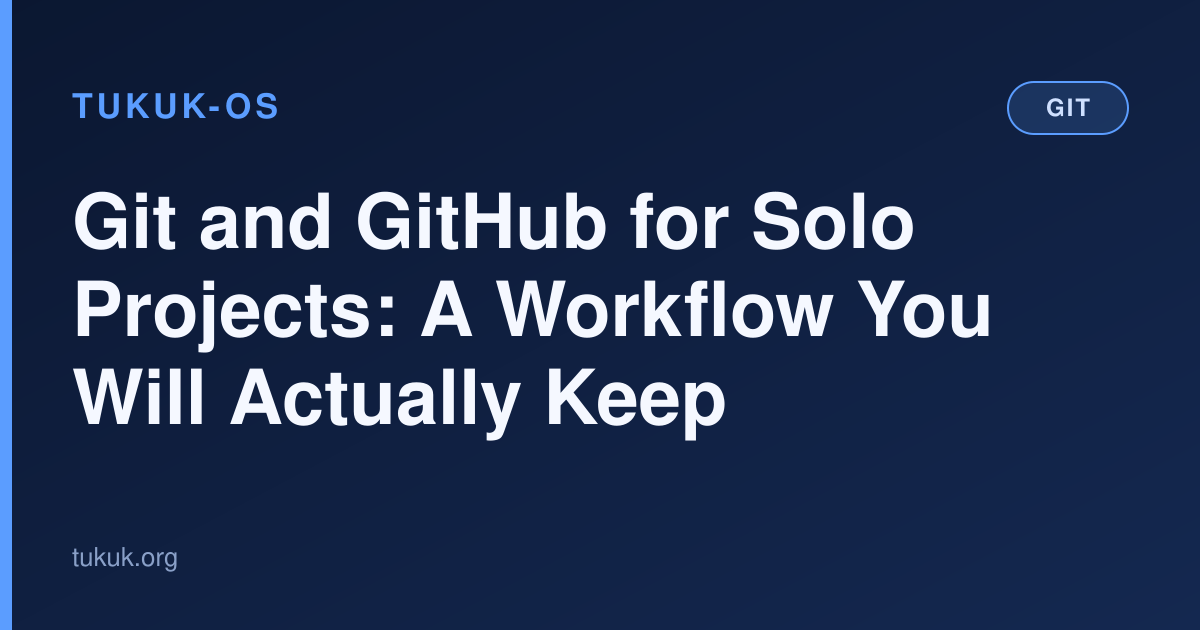 TUKUK-OS
GIT
Git and GitHub for Solo
Projects: A Workflow You
Will Actually Keep
tukuk.org